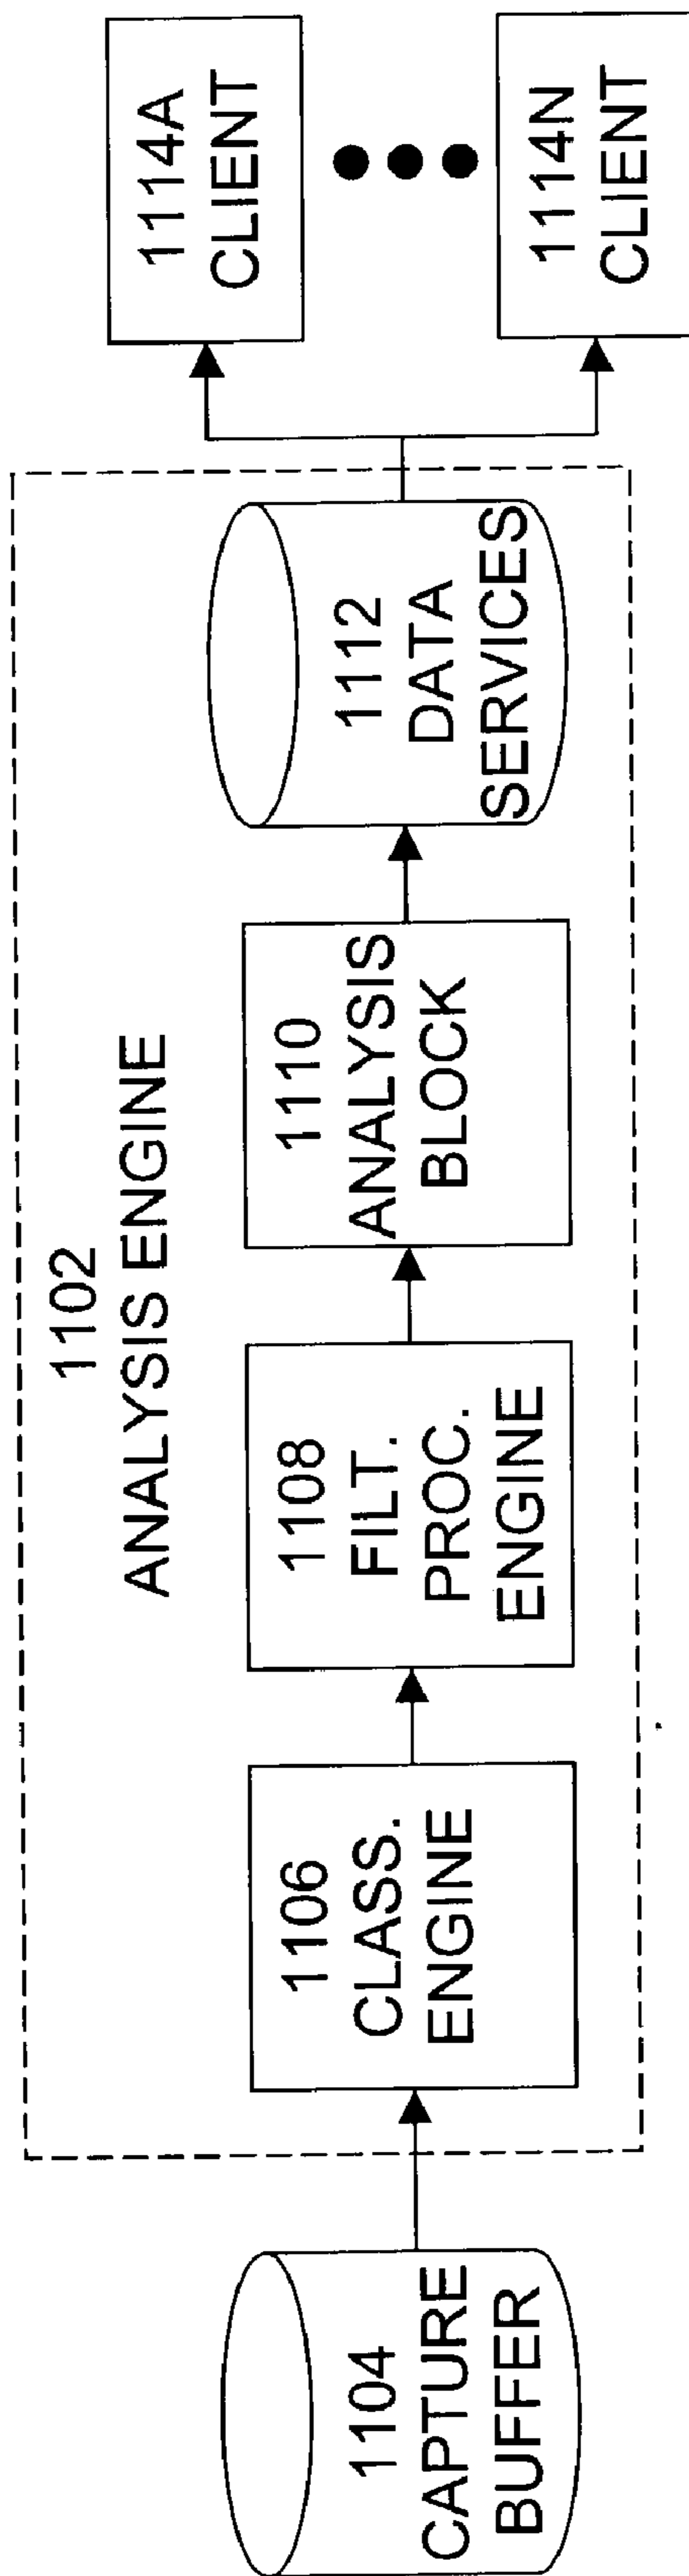 1102
ANALYSIS ENGINE
1104
CAPTURE
BUFFER
1106
CLASS.
ENGINE
1108
FILT.
PROC.
ENGINE
1110
ANALYSIS
BLOCK
1112
DATA
SERVICES
1114A
CLIENT
1114N
CLIENT